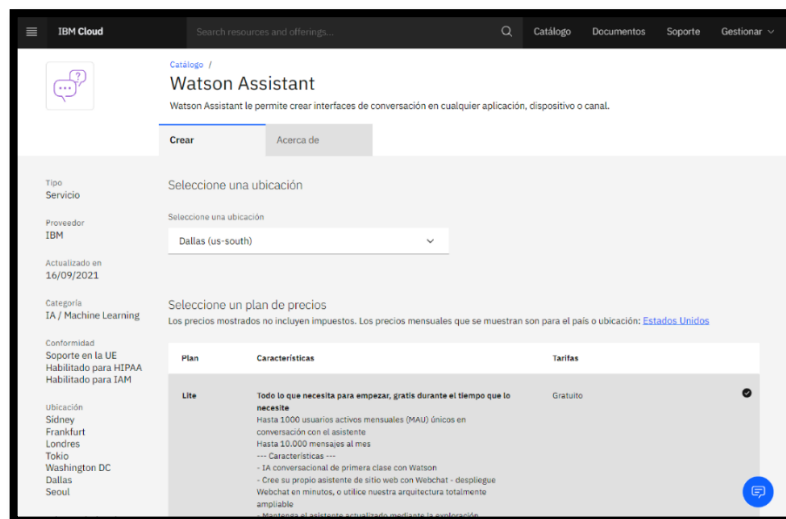 IBM Cloud
Search resources and offerings...
Catálogo
Documentos
Soporte
Gestionar
Catálogo /
Watson Assistant
Watson Assistant le permite crear interfaces de conversación en cualquier aplicación, dispositivo o canal.
Crear
Acerca de
Tipo
Servicio
Proveedor
IBM
Actualizado en
16/09/2021
Categoría
IA / Machine Learning
Conformidad
Soporte en la UE
Habilitado para HIPAA
Habilitado para IAM
Ubicación
Sídney
Frankfurt
Londres
Tokio
Washington DC
Dallas
Seoul
Seleccione una ubicación
Seleccione una ubicación
Dallas (us-south)
Seleccione un plan de precios
Los precios mostrados no incluyen impuestos. Los precios mensuales que se muestran son para el país o ubicación: Estados Unidos
Plan
Características
Tarifas
Lite
Todo lo que necesita para empezar, gratis durante el tiempo que lo
necesite
Gratuito
Hasta 1000 usuarios activos mensuales (MAU) únicos en
conversación con el asistente
Hasta 10.000 mensajes al mes
--- Características ---
- IA conversacional de primera clase con Watson
- Cree su propio asistente de sitio web con Webchat - despliegue
Webchat en minutos, o utilice nuestra arquitectura totalmente
ampliable
- Mantenga el asistente actualizado mediante la exploración